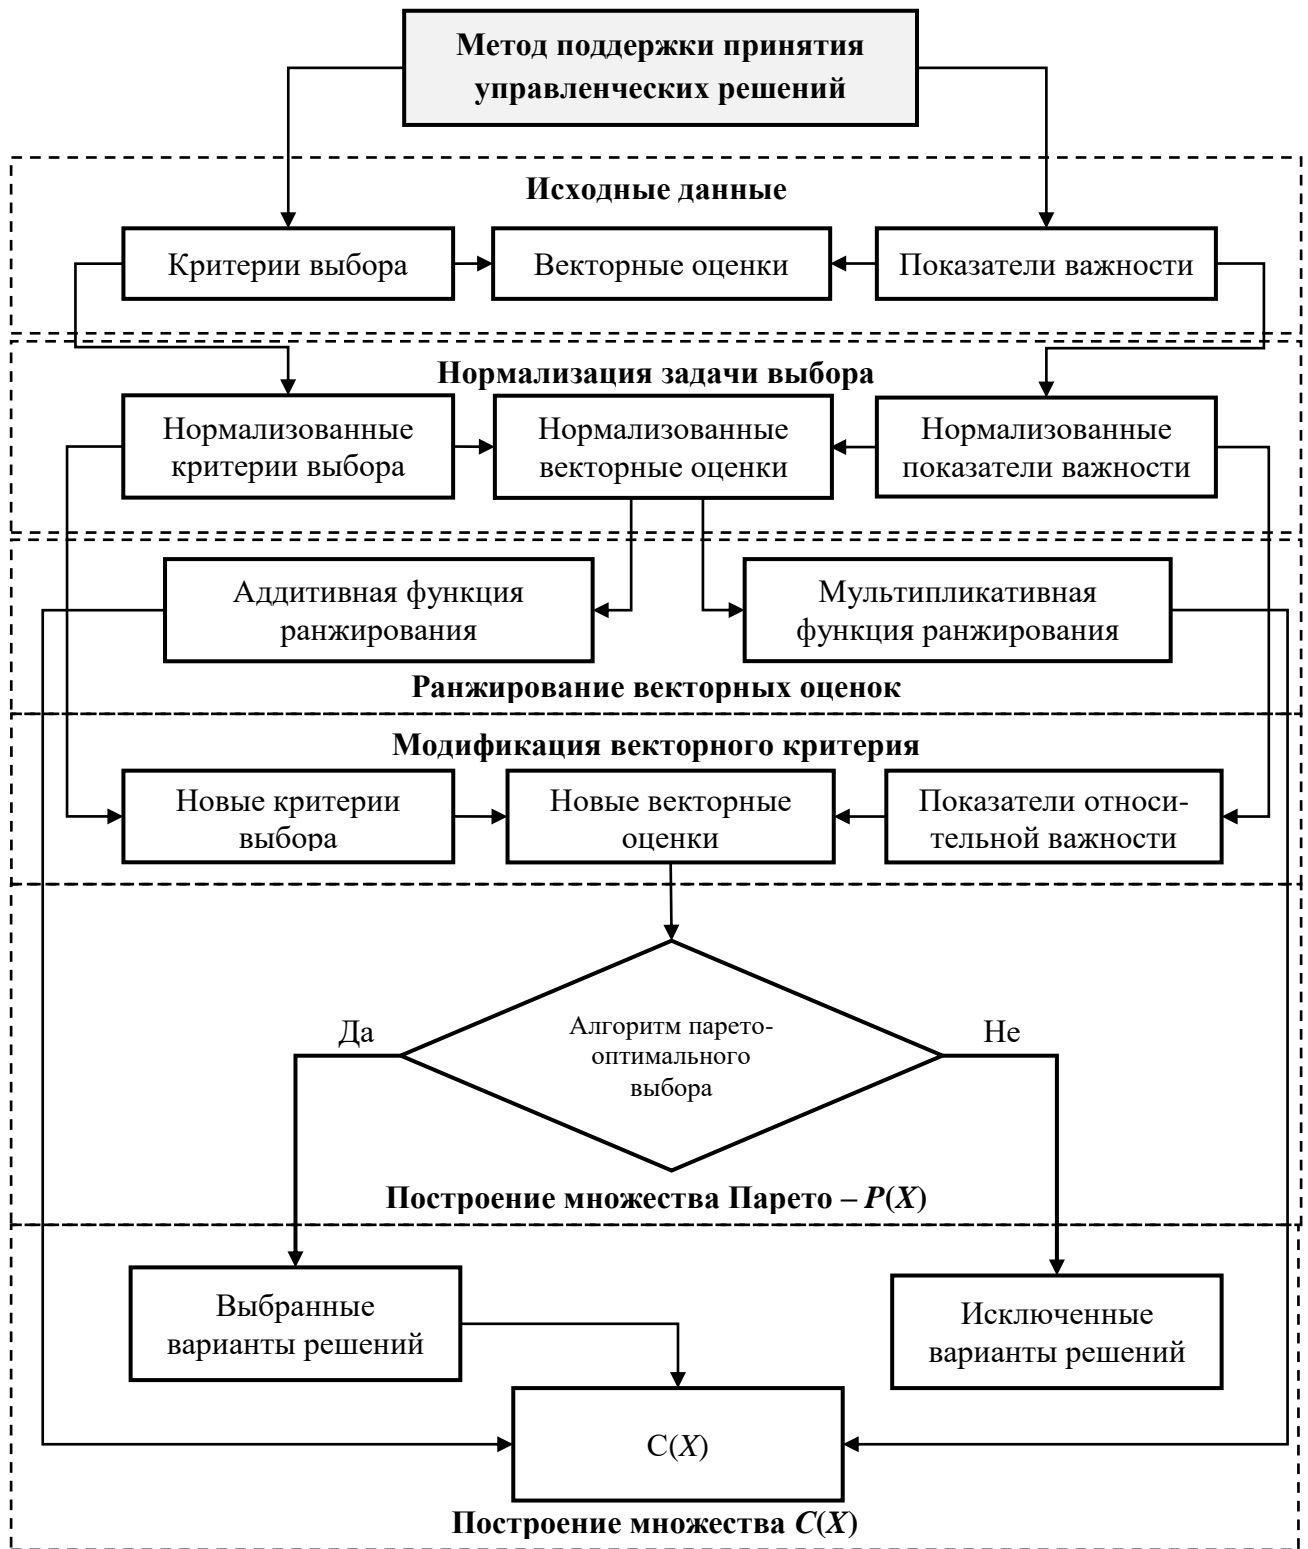 Метод поддержки принятия
управленческих решений
Исходные данные
Критерии выбора
Векторные оценки
Показатели важности
Нормализация задачи выбора
Нормализованные
критерии выбора
Нормализованные
векторные оценки
Нормализованные
показатели важности
Аддитивная функция
ранжирования
Мультипликативная
функция ранжирования
Ранжирование векторных оценок
Модификация векторного критерия
Новые критерии
выбора
Новые векторные
оценки
Показатели относи-
тельной важности
Да
Алгоритм парето-
оптимального
выбора
Не
Построение множества Парето – P(X)
Выбранные
варианты решений
Исключенные
варианты решений
C(X)
Построение множества C(X)